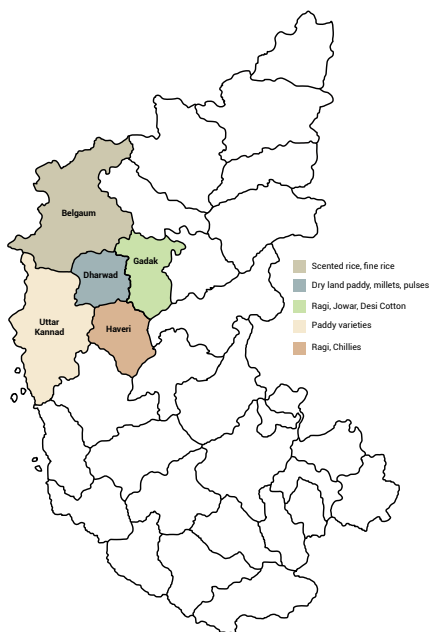 Belgaum
Gadak
Dharwad
Uttar
Kannad
Haveri
Scented rice, fine rice
Dry land paddy, millets, pulses
Ragi, Jowar, Desi Cotton
Paddy varieties
Ragi, Chillies